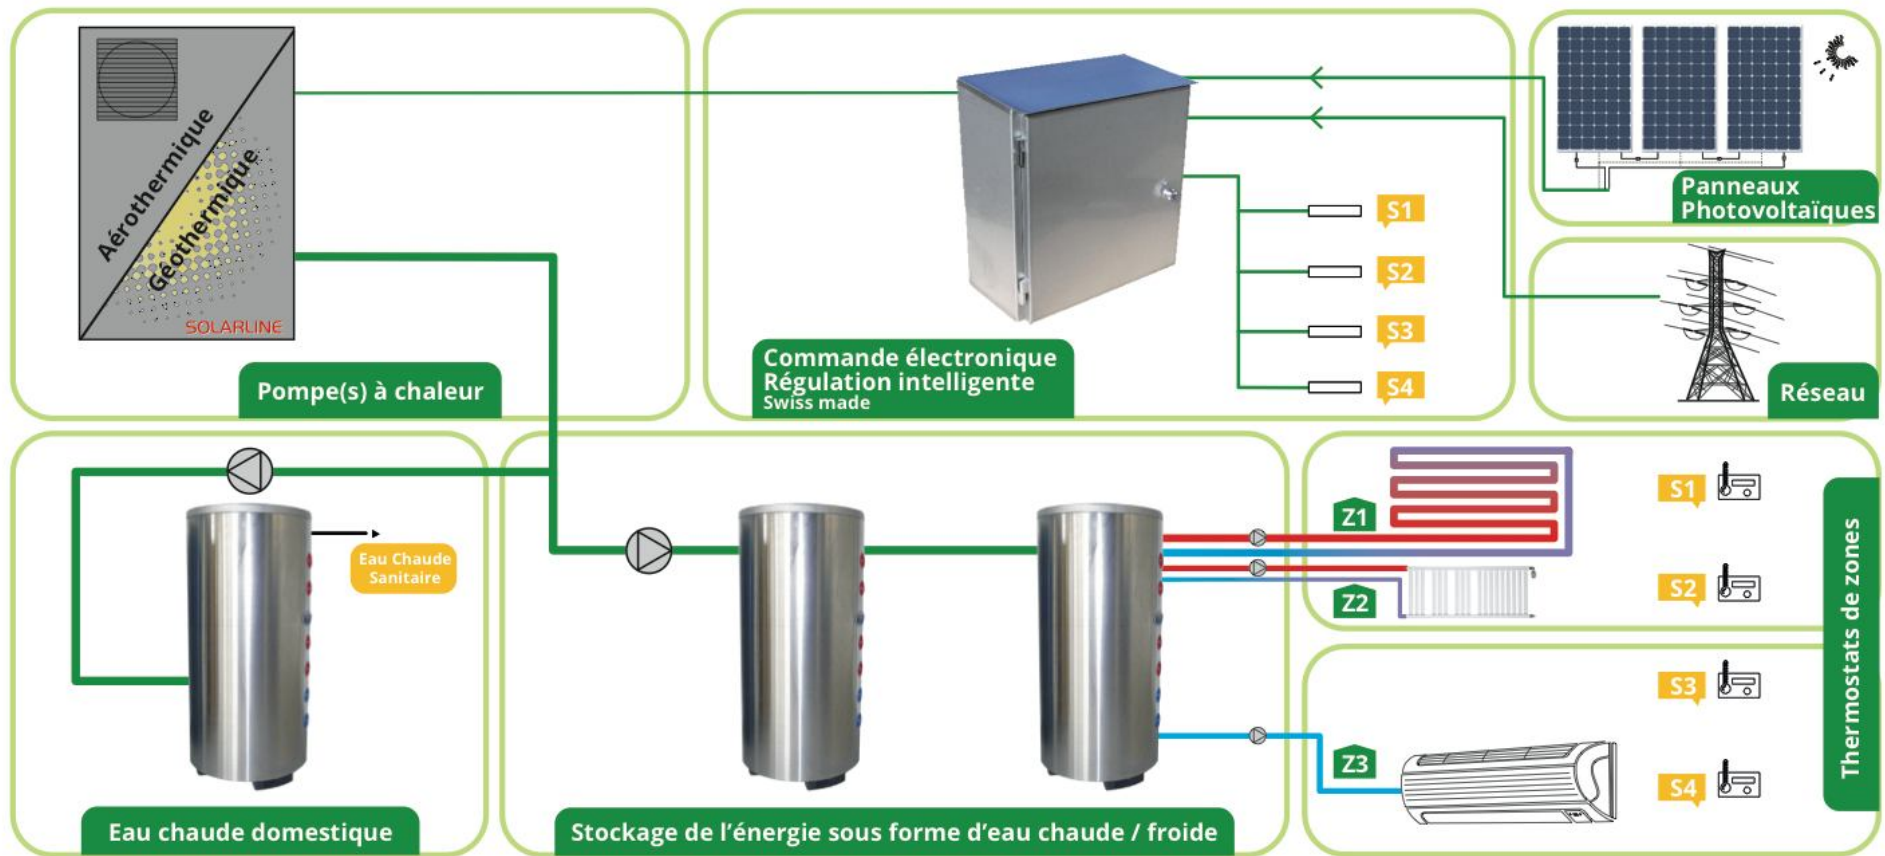 Aérothermique
Géothermique
SOLARLINE
Pompe(s) à chaleur
Commande électronique
Régulation intelligente
Swiss made
S1
S2
S3
S4
Panneaux
Photovoltaïques
Réseau
Eau Chaude
Sanitaire
Eau chaude domestique
Stockage de l'énergie sous forme d'eau chaude / froide
Z1
Z2
Z3
S1
S2
S3
S4
Thermostats de zones